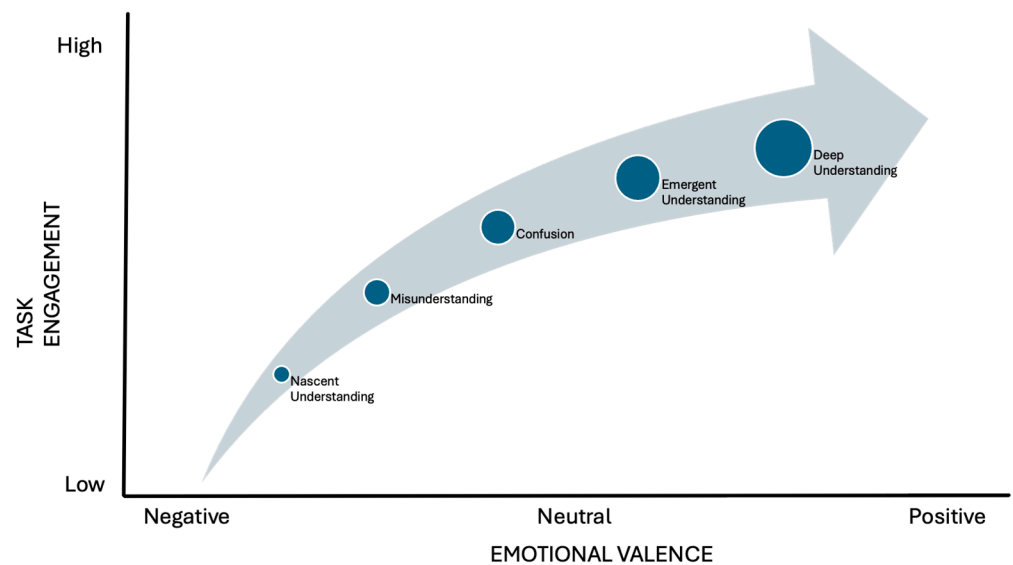 High
Deep
Understanding
Emergent
Understanding
Confusion
Misunderstanding
Nascent
Understanding
TASK
ENGAGEMENT
Low
Negative
Neutral
Positive
EMOTIONAL VALENCE